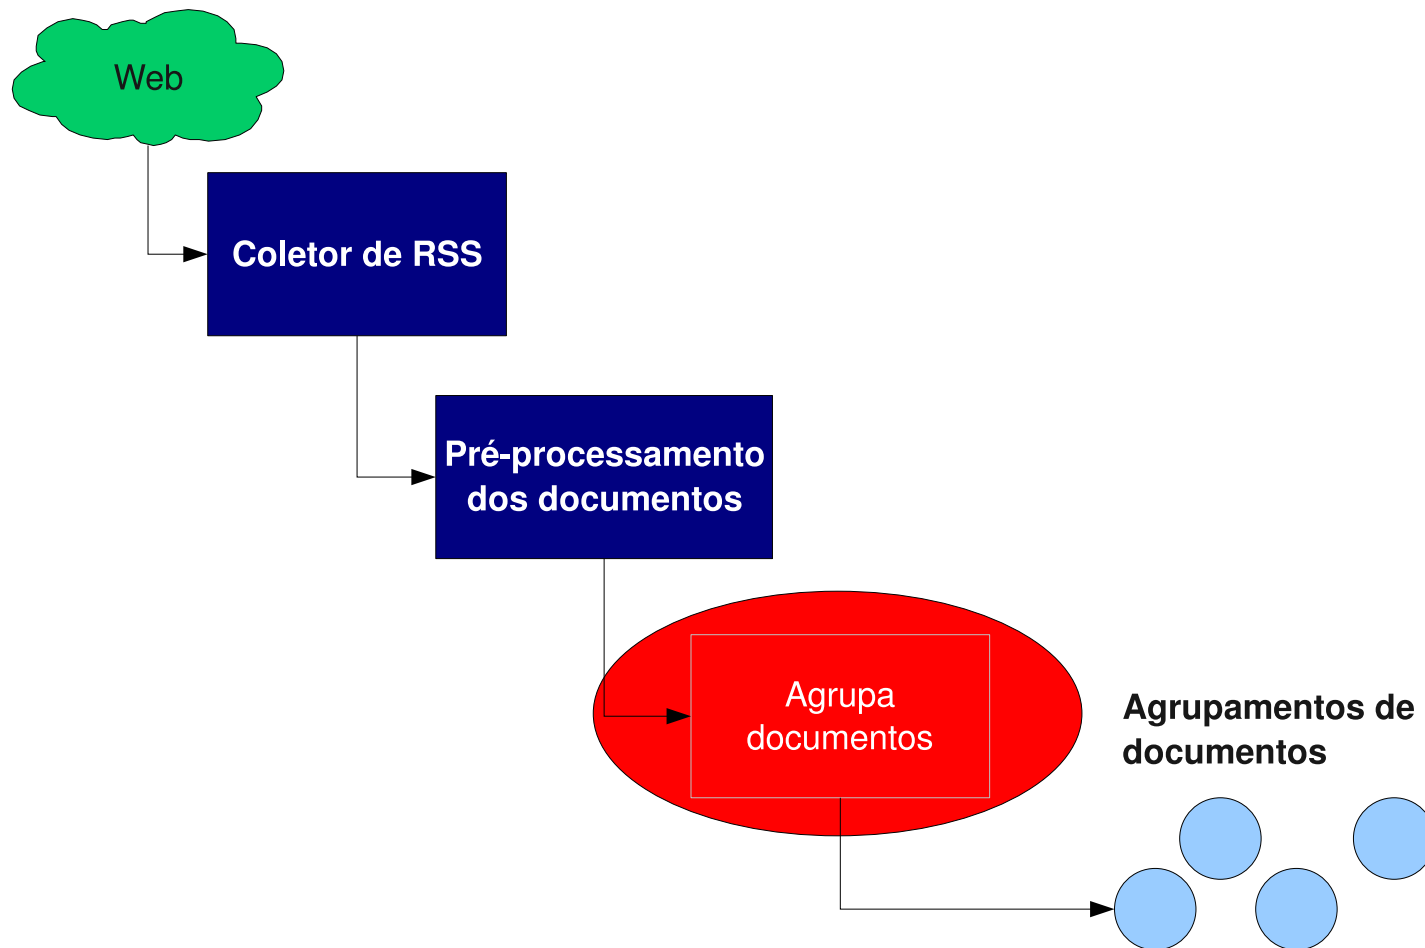 Web
Coletor de RSS
Pré-processamento
dos documentos
Agrupa
documentos
Agrupamentos de
documentos